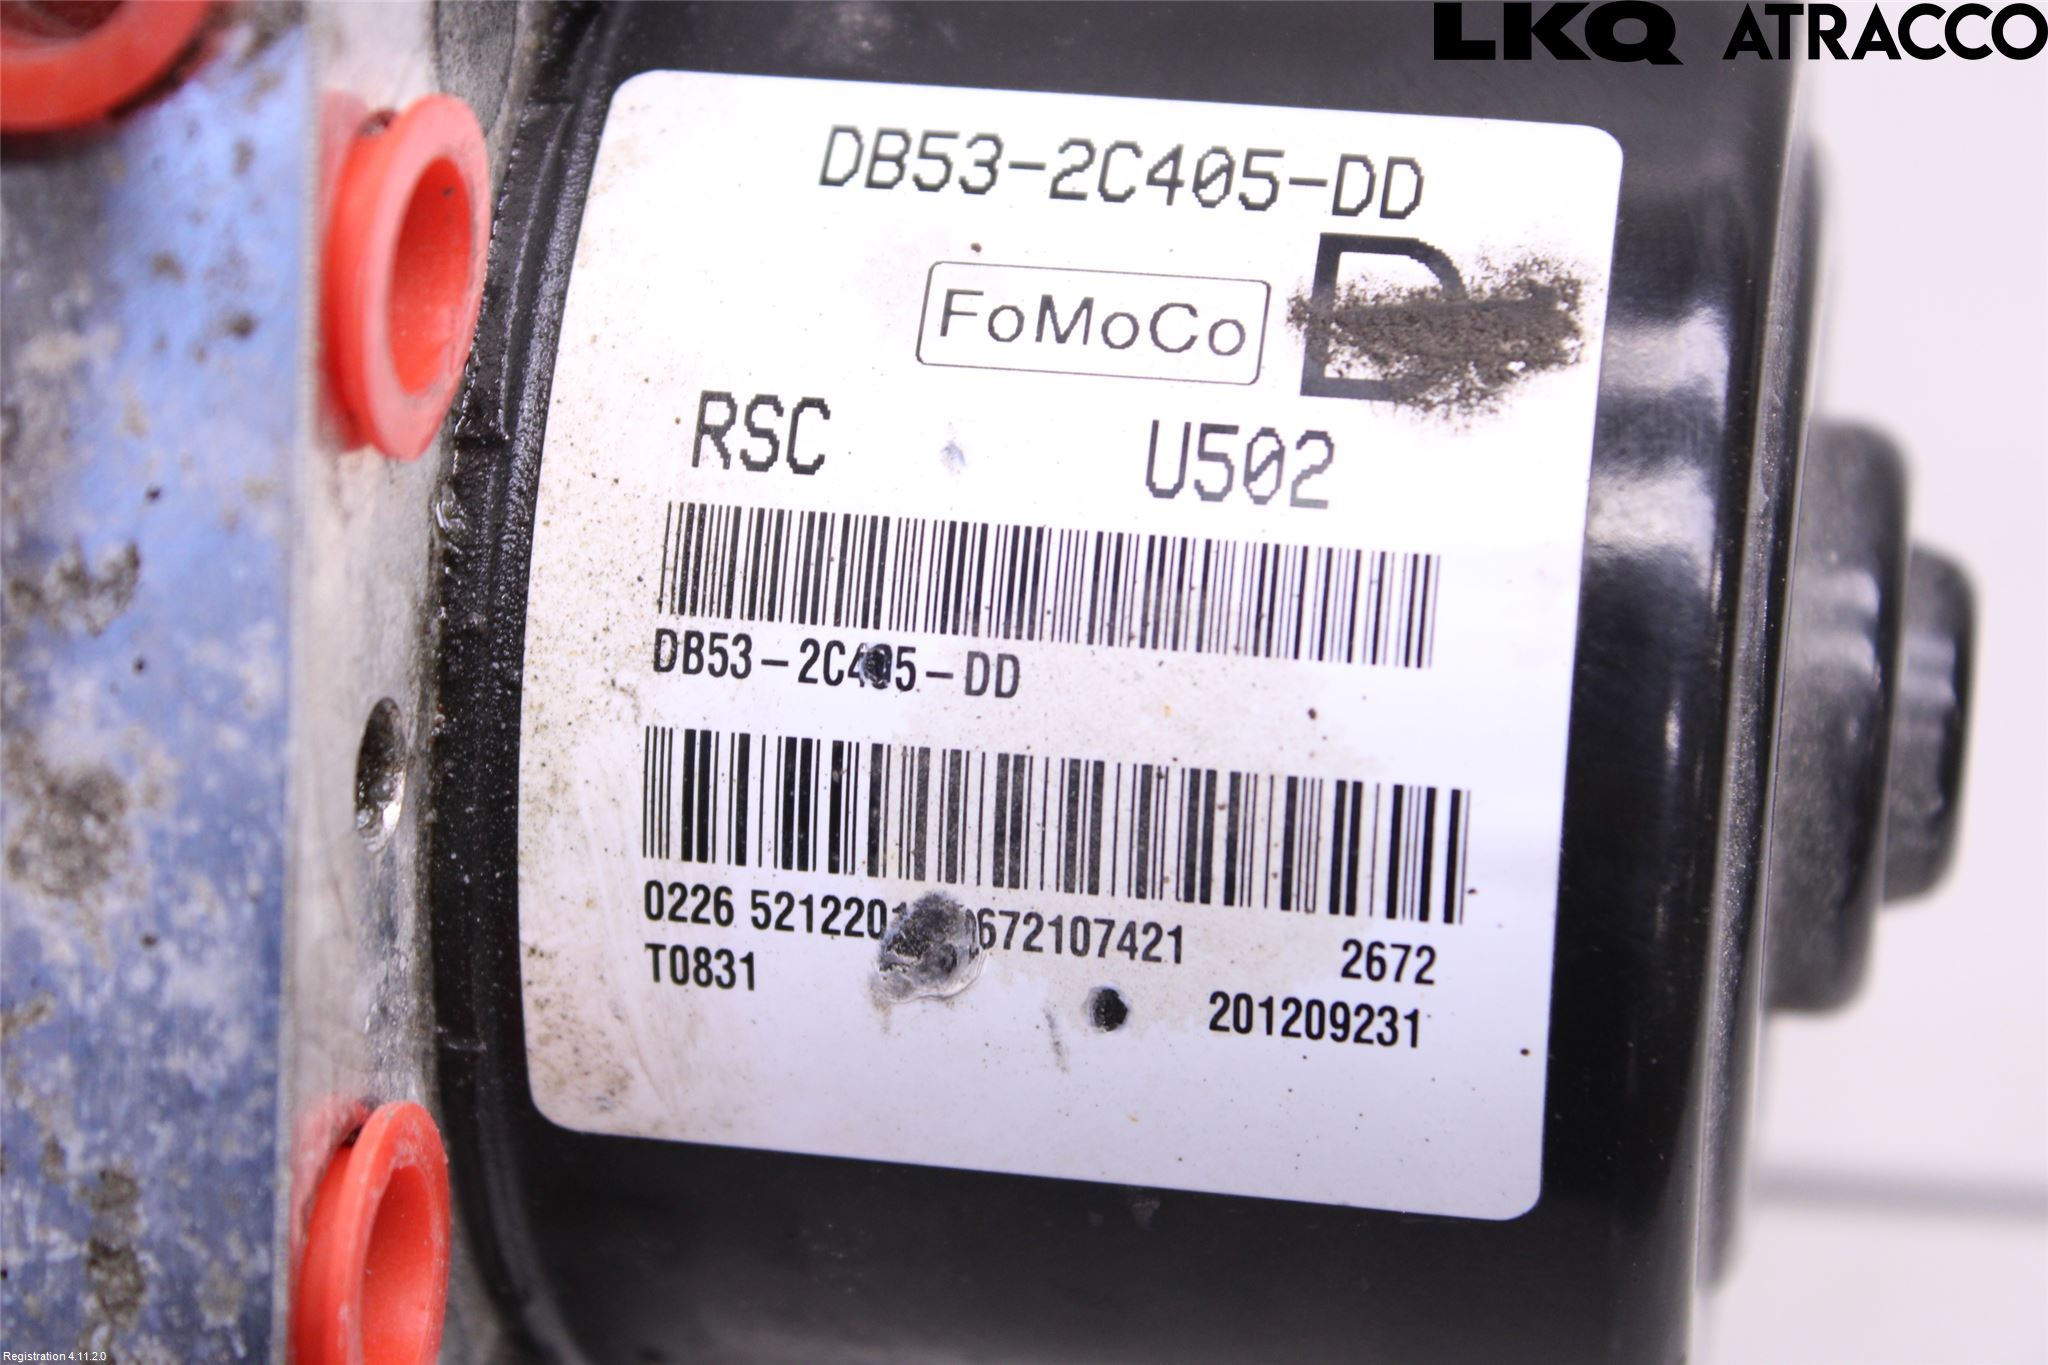 LKQ ATRACCO
DB53-2C405-DD
FoMoCo D
RSC U502
DB53-2C405-DD
0226 2672
T0831 201209231
Registration 4.11.2.0